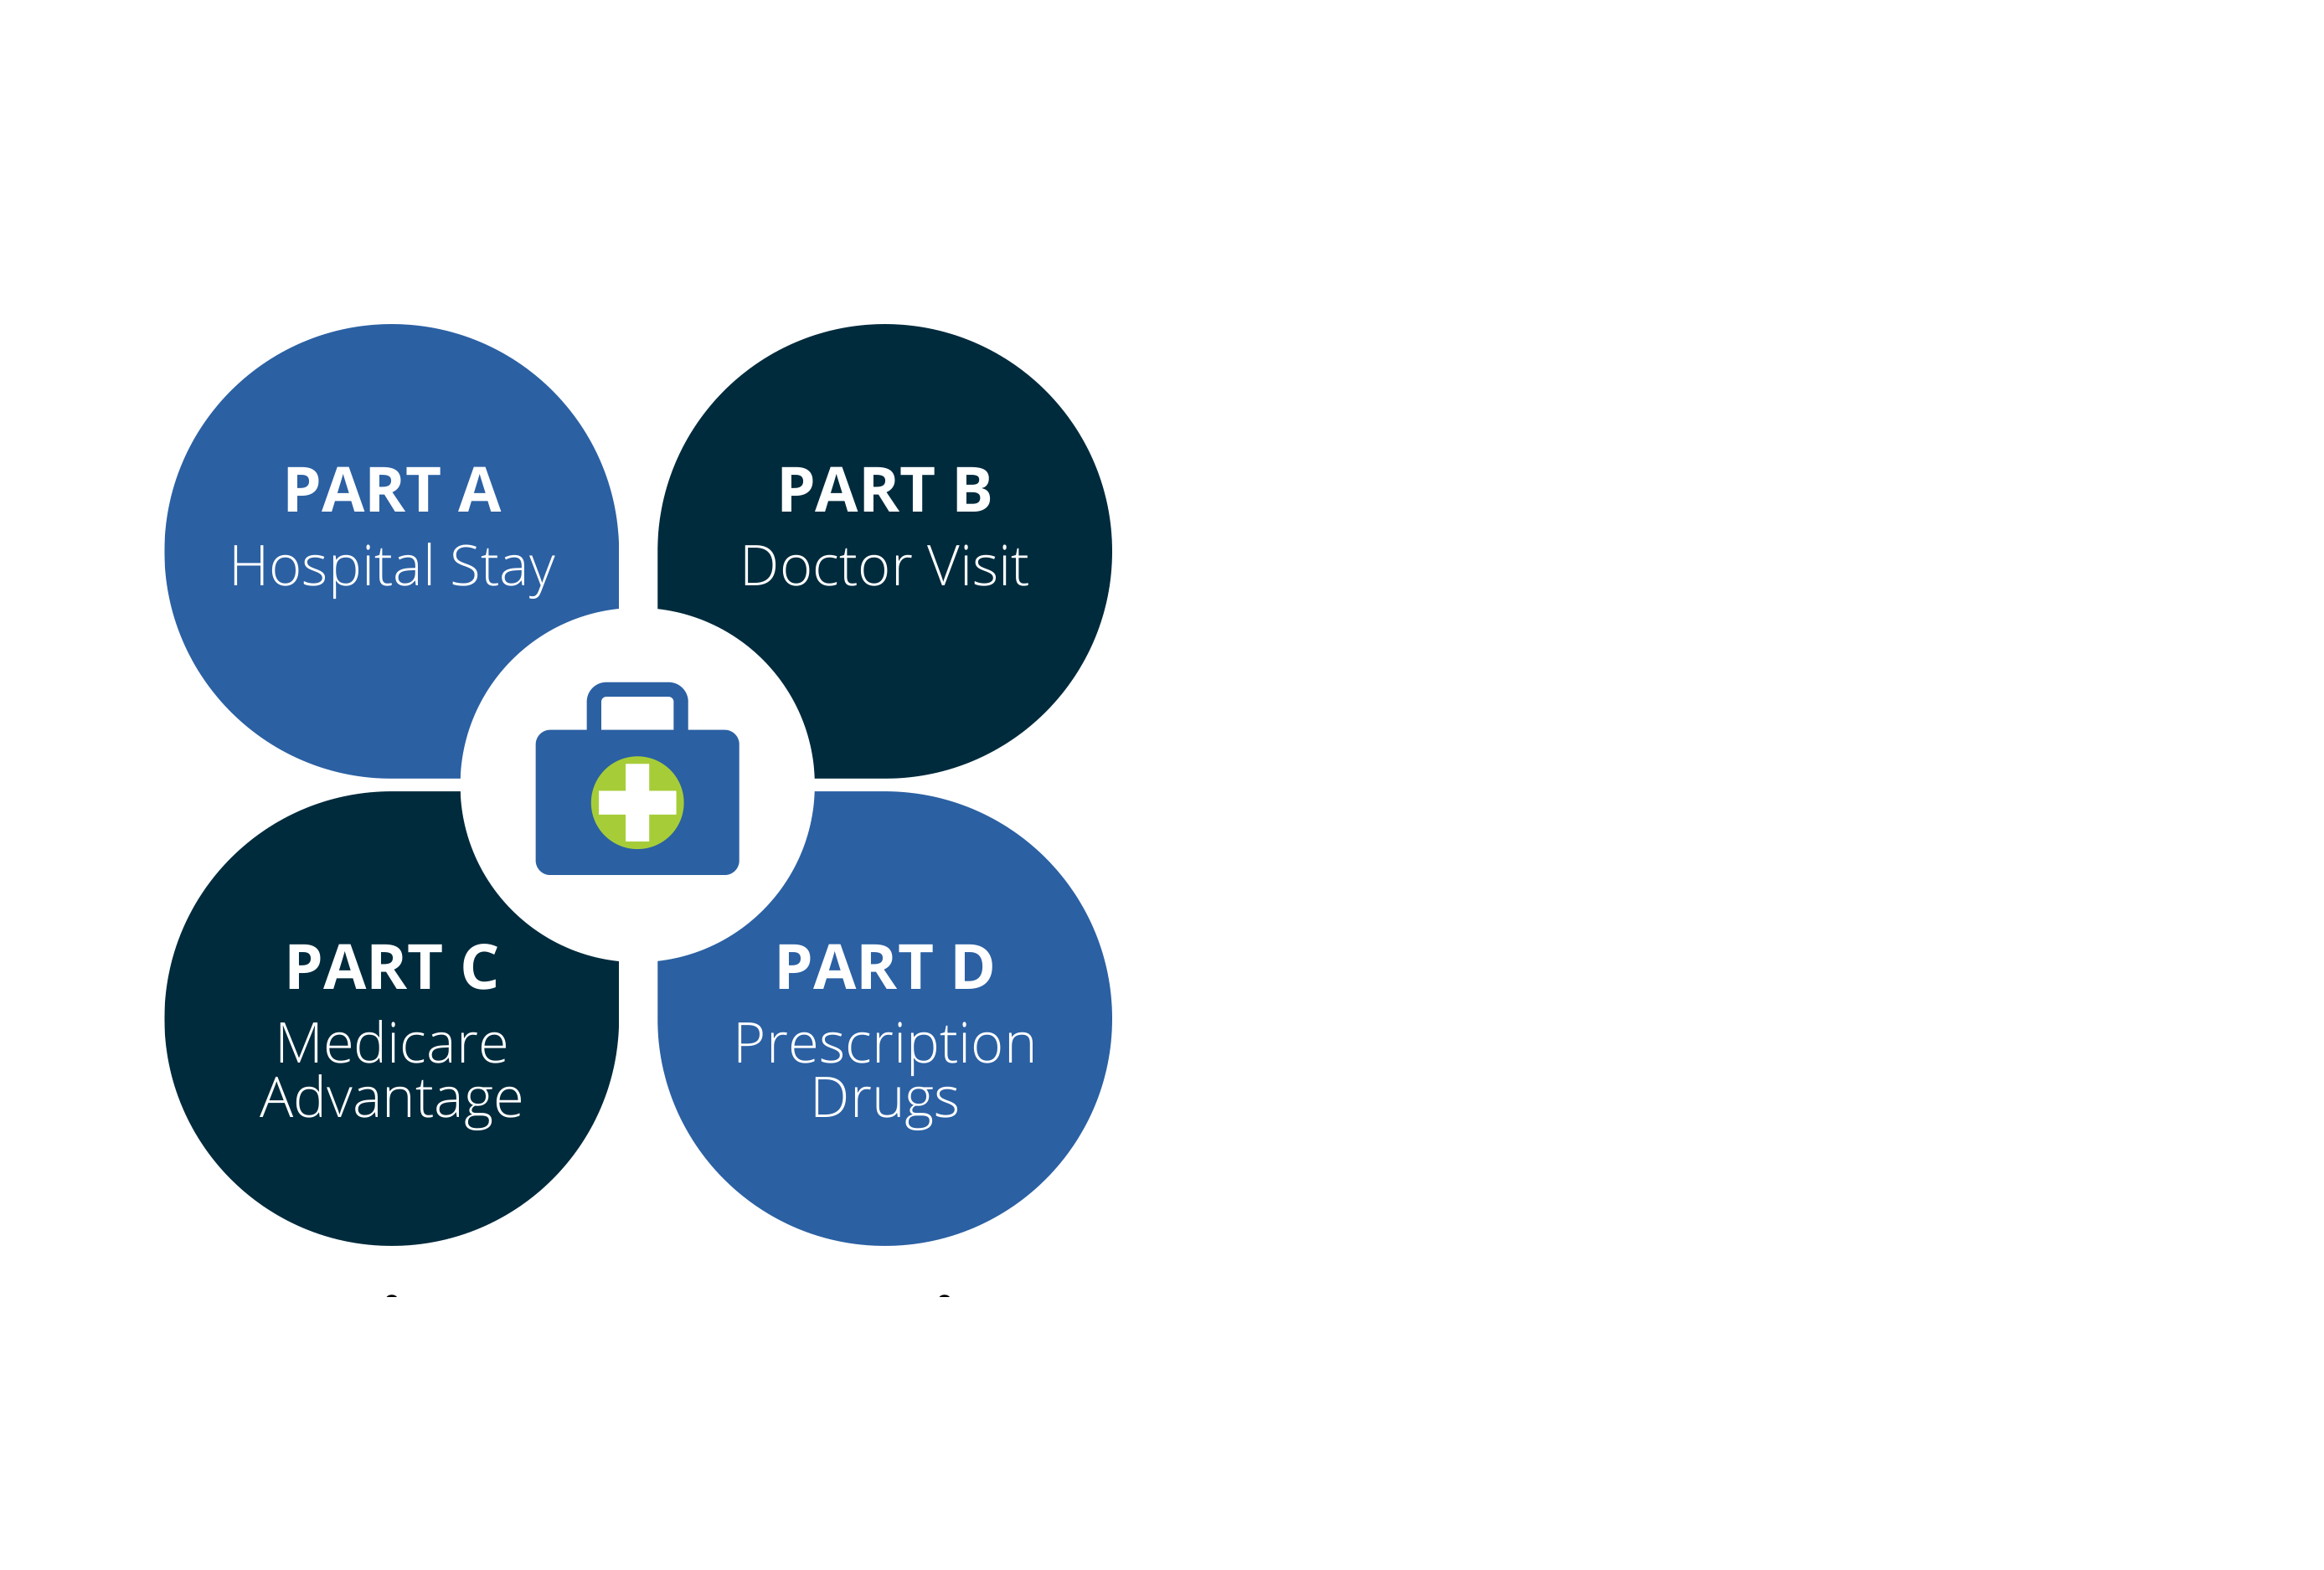 PART A
Hospital Stay
PART B
Doctor Visit
PART C
Medicare
Advantage
PART D
Prescription
Drugs